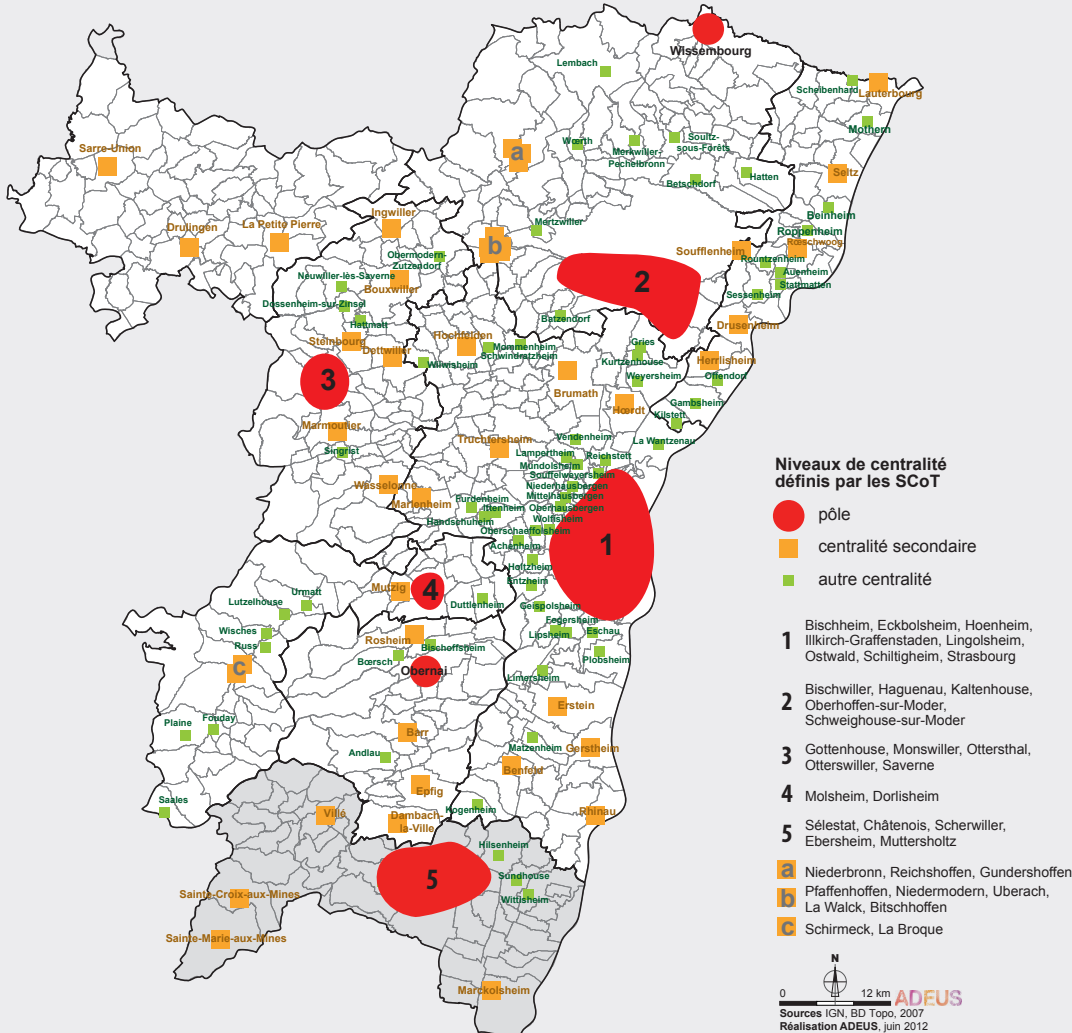 Wissembourg
Lembach
Scheibenhard
Lauterbourg
Mothern
Wœrth
Merkwiller-
Pechelbronn
Soultz-
sous-Forêts
Sarre-Union
a
Hatten
Seltz
Betschdorf
Beinheim
Ingwiller
Mertzwiller
Roppenheim
Drulingen
La Petite Pierre
b
Soufflenheim
Rœschwoog
Obermodern-
Zutzendorf
Rountzenheim
Neuwiller-lès-Saverne
Auenheim
Bouxwiller
2
Stattmatten
Sessenheim
Dossenheim-sur-Zinsel
Hattmatt
Batzendorf
Drusenheim
Steinbourg
Hochfelden
Gries
Dettwiller
Mommenheim
Schwindratzheim
Kurtzenhouse
Herrlisheim
Wilwisheim
Weyersheim
Offendorf
3
Brumath
Hœrdt
Gambsheim
Kilstett
Marmoutier
Truchtersheim
Vendenheim
La Wantzenau
Singrist
Lampertheim
Reichstett
Mundolsheim
Souffelweyersheim
Wasselonne
Niederhausbergen
Marlenheim
Furdenheim
Mittelhausbergen
Ittenheim
Oberhausbergen
Handschuheim
Wolfisheim
Oberschaeffolsheim
1
Achenheim
Holtzheim
Entzheim
Mutzig
4
Duttlenheim
Urmatt
Lutzelhouse
Geispolsheim
Fegersheim
Wisches
Rosheim
Lipsheim
Eschau
Russ
Bischoffsheim
Bœrsch
Plobsheim
c
Obernai
Limersheim
Erstein
Plaine
Fouday
Barr
Matzenheim
Gerstheim
Andlau
Benfeld
Epfig
Saales
Kogenheim
Rhinau
Villé
Dambach-
la-Ville
Hilsenheim
5
Sundhouse
Sainte-Croix-aux-Mines
Wittisheim
Sainte-Marie-aux-Mines
Marckolsheim
Niveaux de centralité
définis par les SCoT
pôle
centralité secondaire
autre centralité
1 Bischheim, Eckbolsheim, Hoenheim,
Illkirch-Graffenstaden, Lingolsheim,
Ostwald, Schiltigheim, Strasbourg
2 Bischwiller, Haguenau, Kaltenhouse,
Oberhoffen-sur-Moder,
Schweighouse-sur-Moder
3 Gottenhouse, Monswiller, Ottersthal,
Otterswiller, Saverne
4 Molsheim, Dorlisheim
5 Sélestat, Châtenois, Scherwiller,
Ebersheim, Muttersholtz
a Niederbronn, Reichshoffen, Gundershoffen
b Pfaffenhoffen, Niedermodern, Uberach,
La Walck, Bitschhoffen
c Schirmeck, La Broque
N
0 12 km ADEUS
Sources IGN, BD Topo, 2007
Réalisation ADEUS, juin 2012